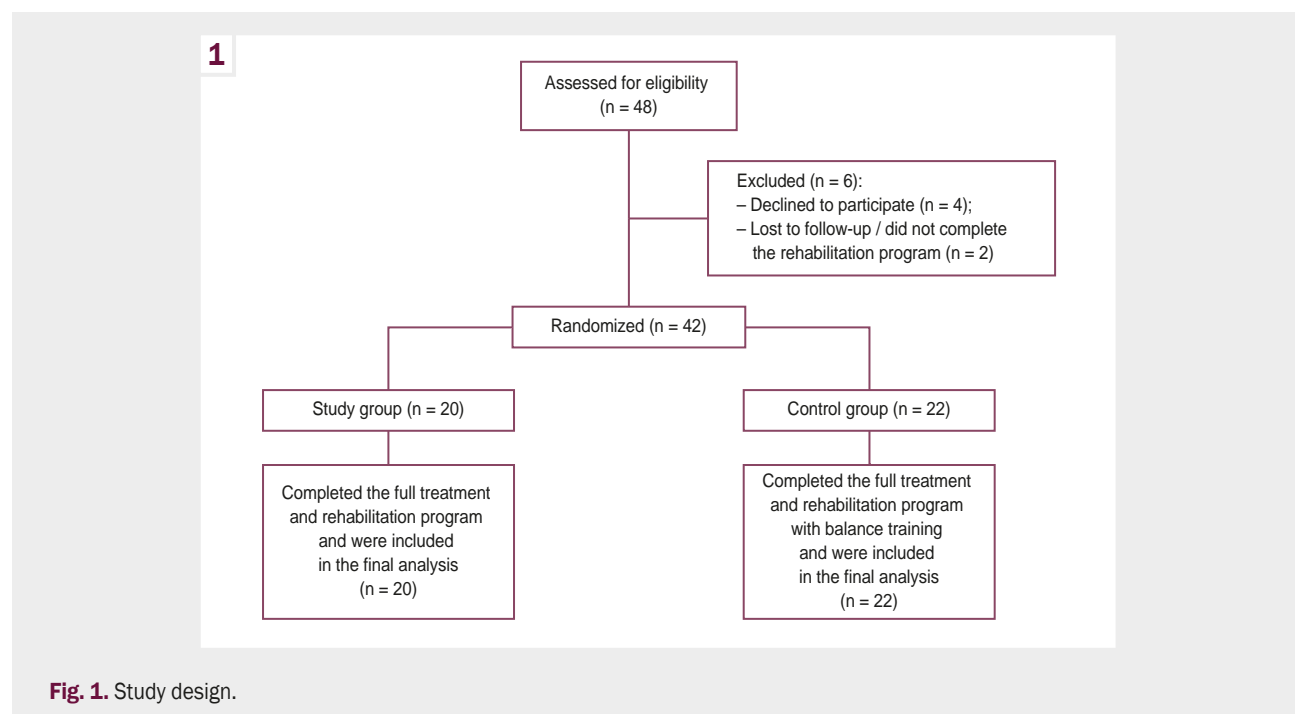 1
Assessed for eligibility
(n = 48)
Excluded (n = 6):
– Declined to participate (n = 4);
– Lost to follow-up / did not complete
the rehabilitation program (n = 2)
Randomized (n = 42)
Study group (n = 20)
Control group (n = 22)
Completed the full treatment
and rehabilitation program
and were included
in the final analysis
(n = 20)
Completed the full treatment
and rehabilitation program
with balance training
and were included
in the final analysis
(n = 22)
Fig. 1. Study design.